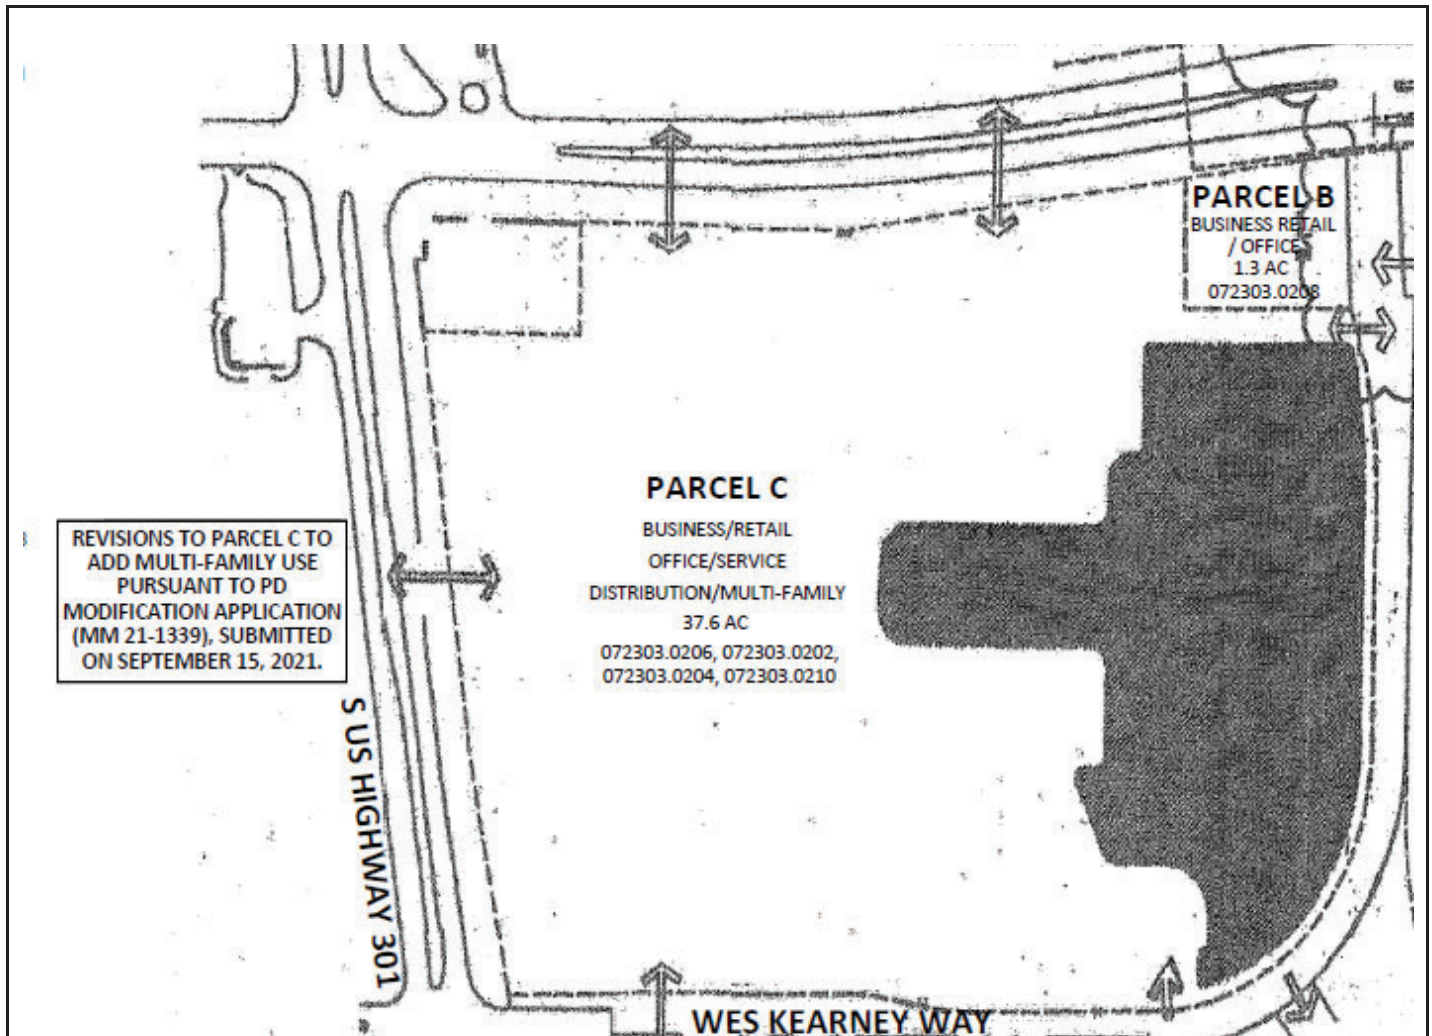 PARCEL B
BUSINESS RETAIL
/ OFFICE
1.3 AC
072303.0208
PARCEL C
BUSINESS/RETAIL
OFFICE/SERVICE
DISTRIBUTION/MULTI-FAMILY
37.6 AC
072303.0206, 072303.0202,
072303.0204, 072303.0210
REVISIONS TO PARCEL C TO
ADD MULTI-FAMILY USE
PURSUANT TO PD
MODIFICATION APPLICATION
(MM 21-1339), SUBMITTED
ON SEPTEMBER 15, 2021.
S US HIGHWAY 301
WES KEARNEY WAY